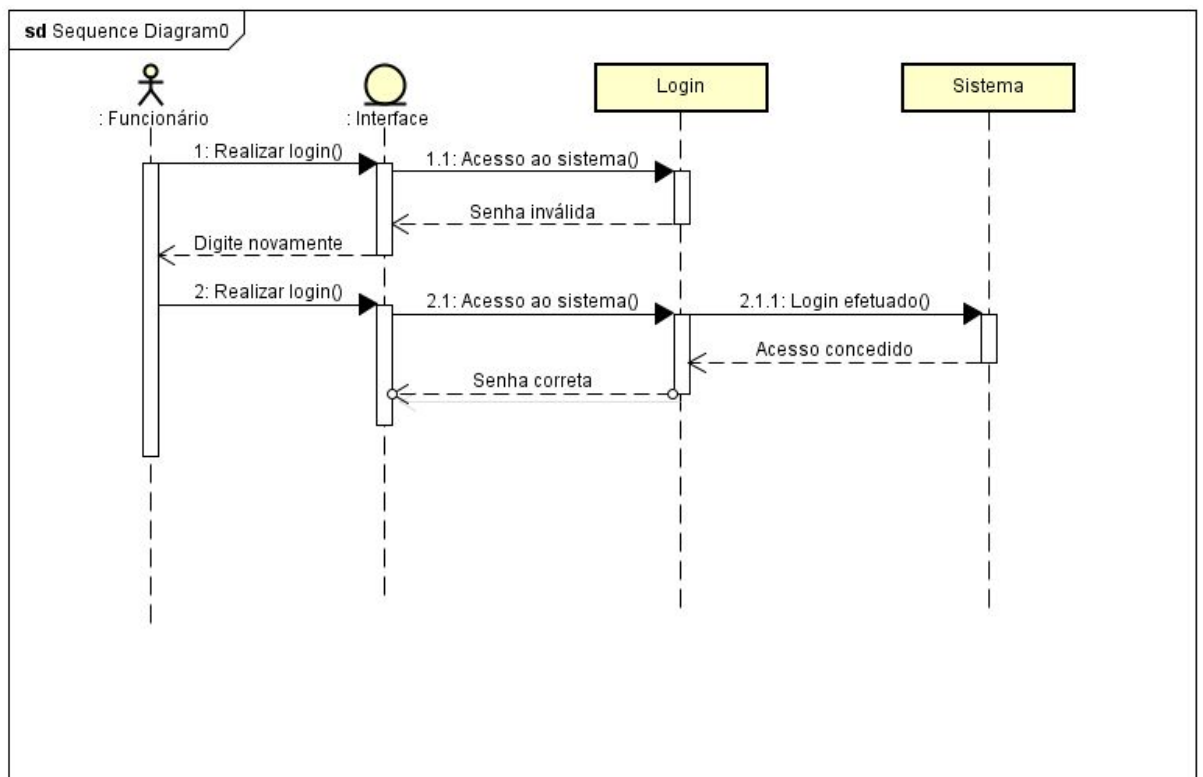 sd Sequence Diagram0
: Funcionário
: Interface
Login
Sistema
1: Realizar login()
1.1: Acesso ao sistema()
Senha inválida
Digite novamente
2: Realizar login()
2.1: Acesso ao sistema()
2.1.1: Login efetuado()
Acesso concedido
Senha correta